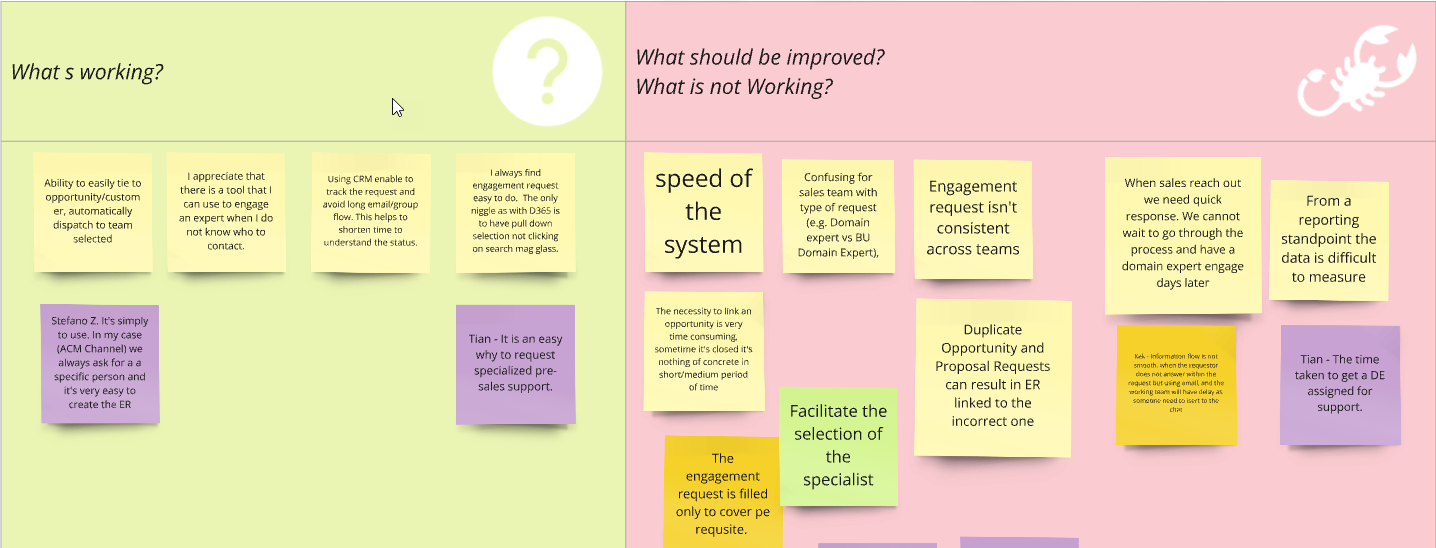 What s working?
What should be improved?
What is not Working?
Ability to easily tie to
opportunity/custom
er, automatically
dispatch to team
selected
I appreciate that
there is a tool that I
can use to engage
an expert when I do
not know who to
contact.
Using CRM enable to
track the request and
avoid long email/group
flow. This helps to
shorten time to
understand the status.
I always find
engagement request
easy to do. The only
niggle as with D365 is
to have pull down
selection not clicking
on search mag glass.
speed of
the
system
Confusing for
sales team with
type of request
(e.g. Domain
expert vs BU
Domain Expert),
Engagement
request isn't
consistent
across teams
When sales reach out
we need quick
response. We cannot
wait to go through the
process and have a
domain expert engage
days later
From a
reporting
standpoint the
data is difficult
to measure
Stefano Z. It's simply
to use. In my case
(ACM Channel) we
always ask for a a
specific person and
it's very easy to
create the ER
Tian - It is an easy
why to request
specialized pre-
sales support.
The necessity to link an
opportunity is very
time consuming,
sometime it's closed it's
nothing of concrete in
short/medium period
of time
Duplicate
Opportunity and
Proposal Requests
can result in ER
linked to the
incorrect one
Kek - Information flow is not
smooth. when the requestor
does not answer within the
request but using email, and the
working team will have delay as
someone need to isert to the
chat
Tian - The time
taken to get a DE
assigned for
support.
Facilitate the
selection of
the
specialist
The
engagement
request is filled
only to cover pe
requsite.